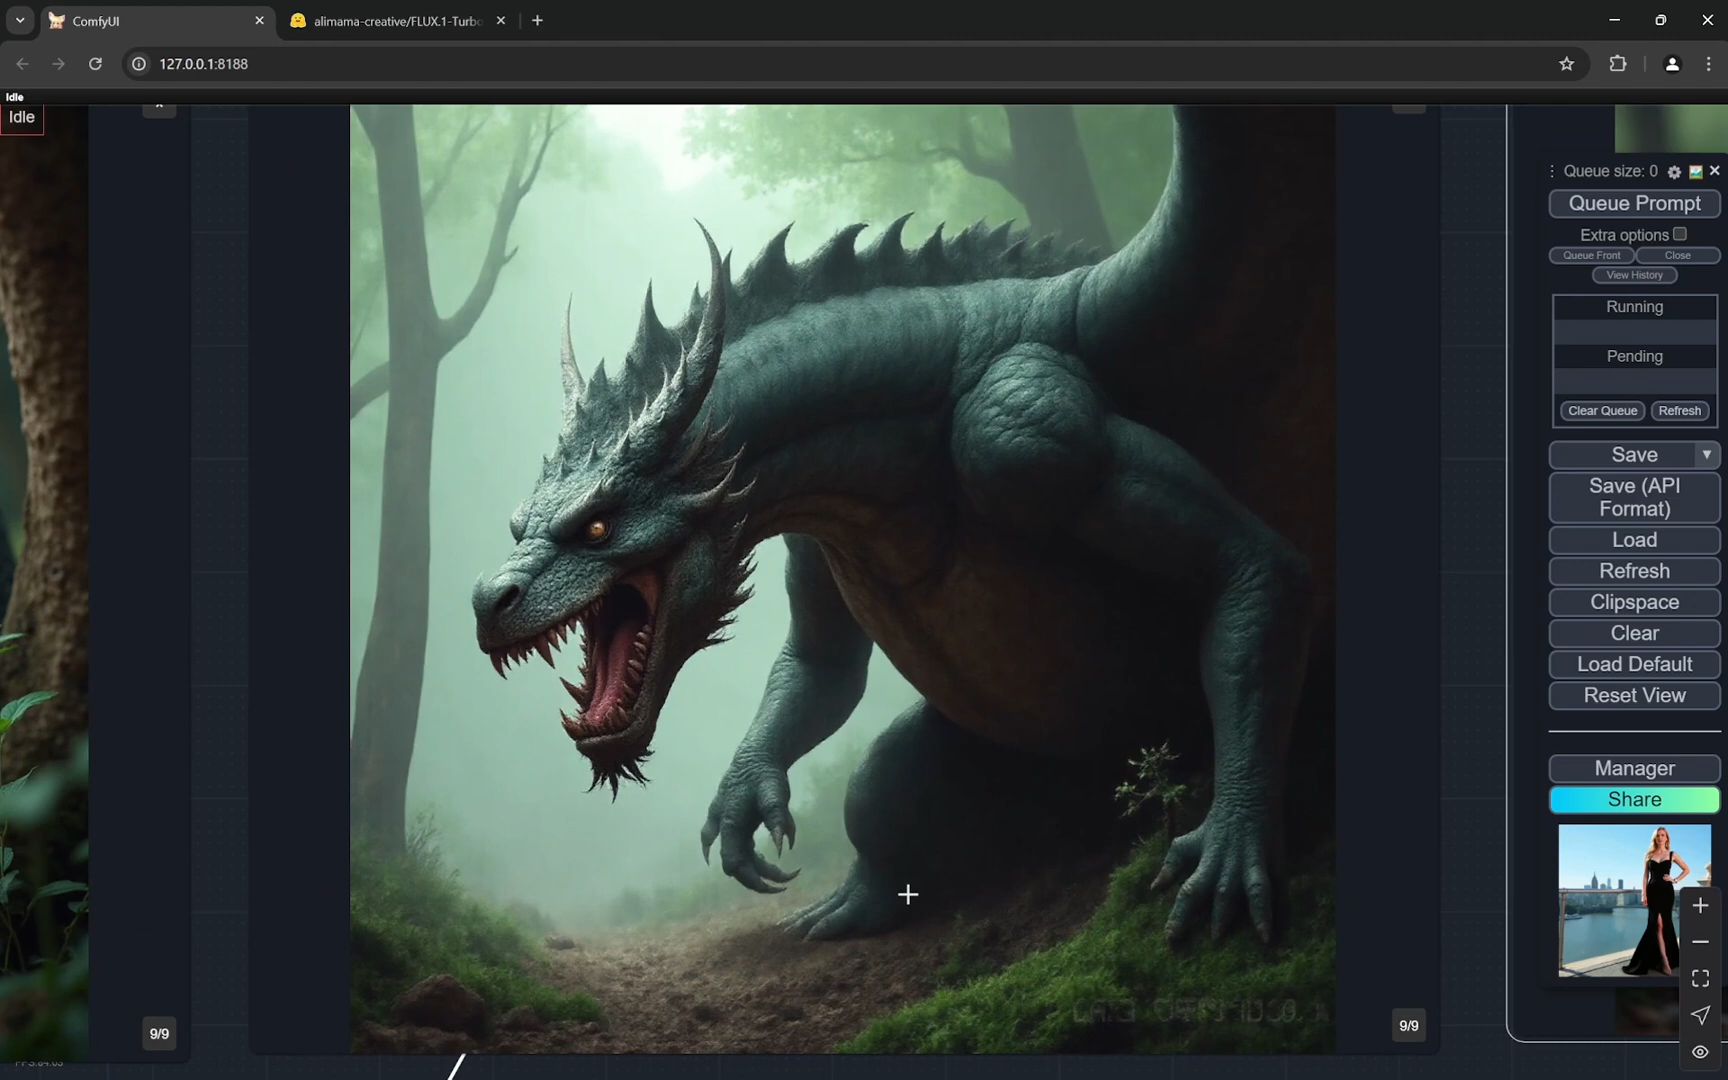 ComfyUI
alimama-creative/FLUX.1-Turbo
127.0.0.1:8188
Idle
Idle
Queue size: 0
Queue Prompt
Extra options
Queue Front
Close
View History
Running
Pending
Clear Queue
Refresh
Save
Save (API
Format)
Load
Refresh
Clipspace
Clear
Load Default
Reset View
Manager
Share
9/9
9/9